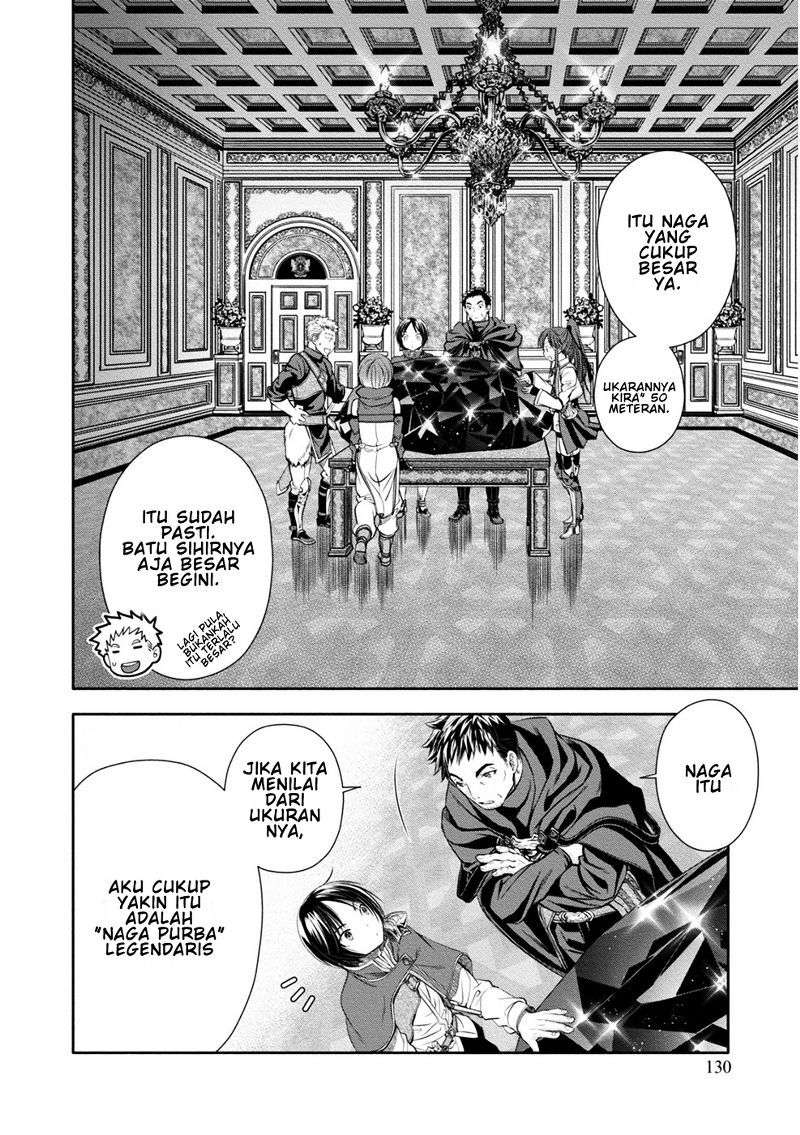 ITU NAGA
YANG
CUKUP
BESAR
YA.
UKARANNYA
KIRA" 50
METERAN.
ITU SUDAH
PASTI.
BATU SIHIRNYA
AJA BESAR
BEGINI.
LAGI PULA,
BUKANKAH
ITU TERLALU
BESAR?
NAGA
ITU
JIKA KITA
MENILAI
DARI
UKURAN
NYA,
AKU CUKUP
YAKIN ITU
ADALAH
"NAGA PURBA"
LEGENDARIS
130